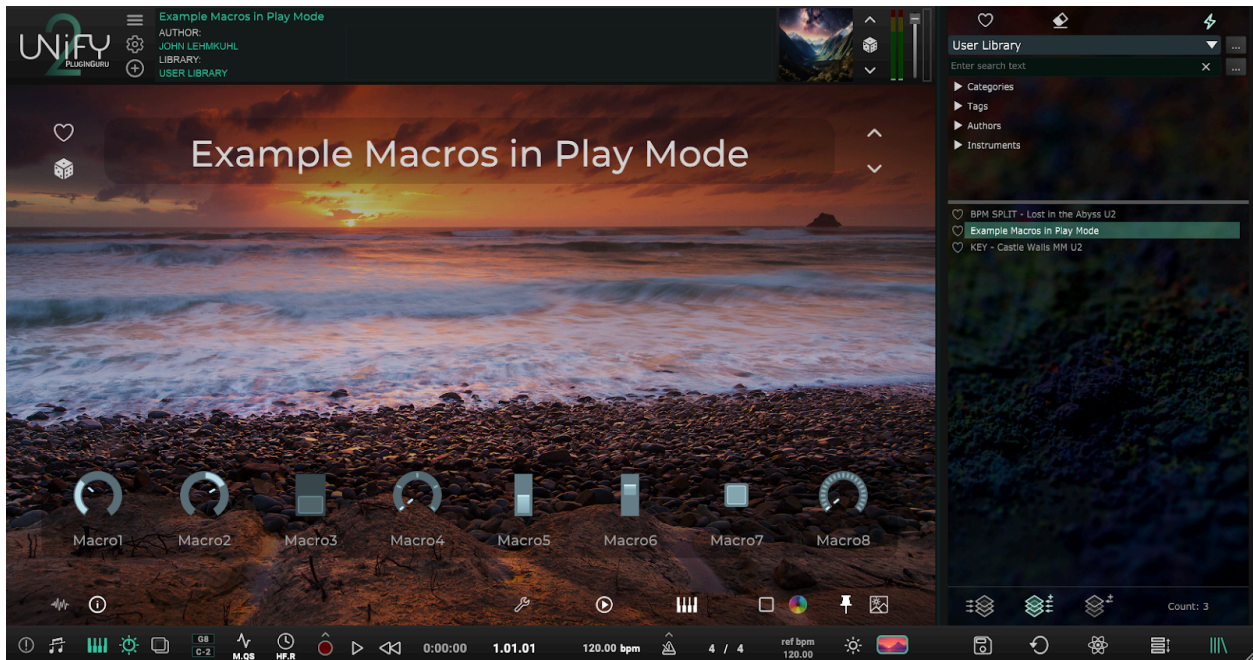 UNiFY
2
PLUGINGURU
Example Macros in Play Mode
AUTHOR:
JOHN LEHMKUHL
LIBRARY:
USER LIBRARY
User Library
...
Enter search text
...
Categories
Tags
Authors
Instruments
Example Macros in Play Mode
BPM SPLIT - Lost in the Abyss U2
Example Macros in Play Mode
KEY - Castle Walls MM U2
Macro1 Macro2 Macro3 Macro4 Macro5 Macro6 Macro7 Macro8
Count: 3
G8
C-2
M.QS
HF.R
0:00:00
1.01.01
120.00 bpm
4 / 4
ref bpm
120.00